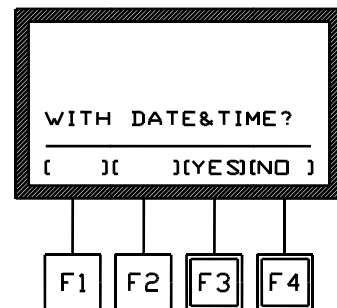 WITH DATE&TIME?
[    ][    ][YES][NO ]
F1 F2 F3 F4